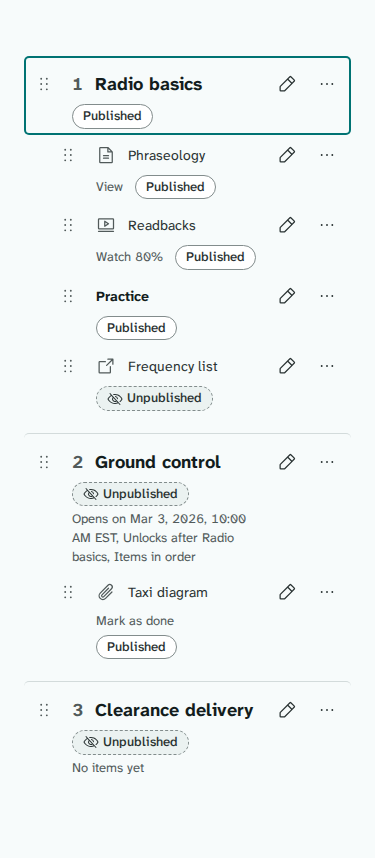 1 Radio basics
Published
Phraseology
View Published
Readbacks
Watch 80% Published
Practice
Published
Frequency list
Unpublished
2 Ground control
Unpublished
Opens on Mar 3, 2026, 10:00
AM EST, Unlocks after Radio
basics, Items in order
Taxi diagram
Mark as done
Published
3 Clearance delivery
Unpublished
No items yet